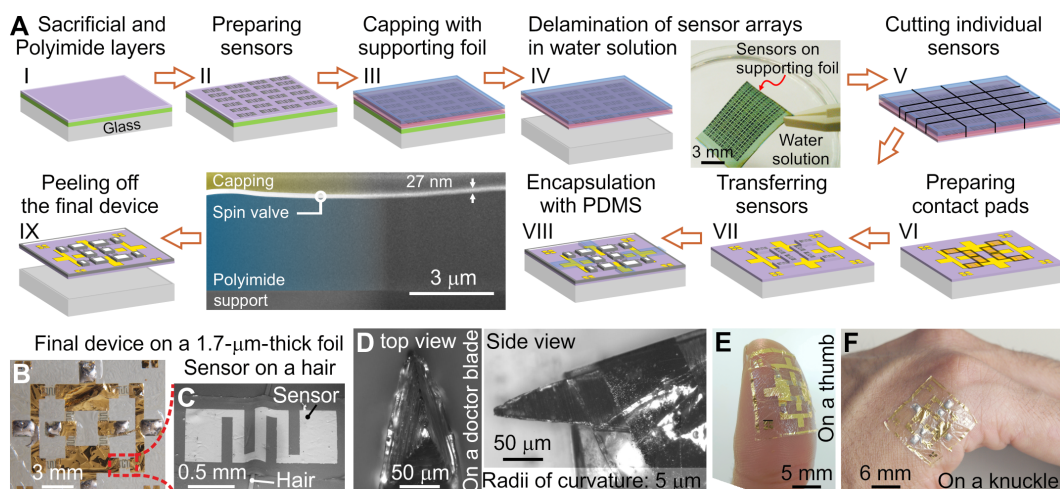 A
Sacrificial and
Polyimide layers
I
Glass
Preparing
sensors
II
Capping with
supporting foil
III
Delamination of sensor arrays
in water solution
IV
Sensors on
supporting foil
Water
solution
3 mm
Cutting individual
sensors
V
Preparing
contact pads
VI
Transferring
sensors
VII
Encapsulation
with PDMS
VIII
Capping
27 nm
Spin valve
Polyimide
support
3 μm
Peeling off
the final device
IX
Final device on a 1.7-μm-thick foil
B
3 mm
Sensor on a hair
C
Sensor
0.5 mm
Hair
D
top view
50 μm
On a doctor blade
Side view
50 μm
Radii of curvature: 5 μm
E
On a thumb
5 mm
F
6 mm
On a knuckle